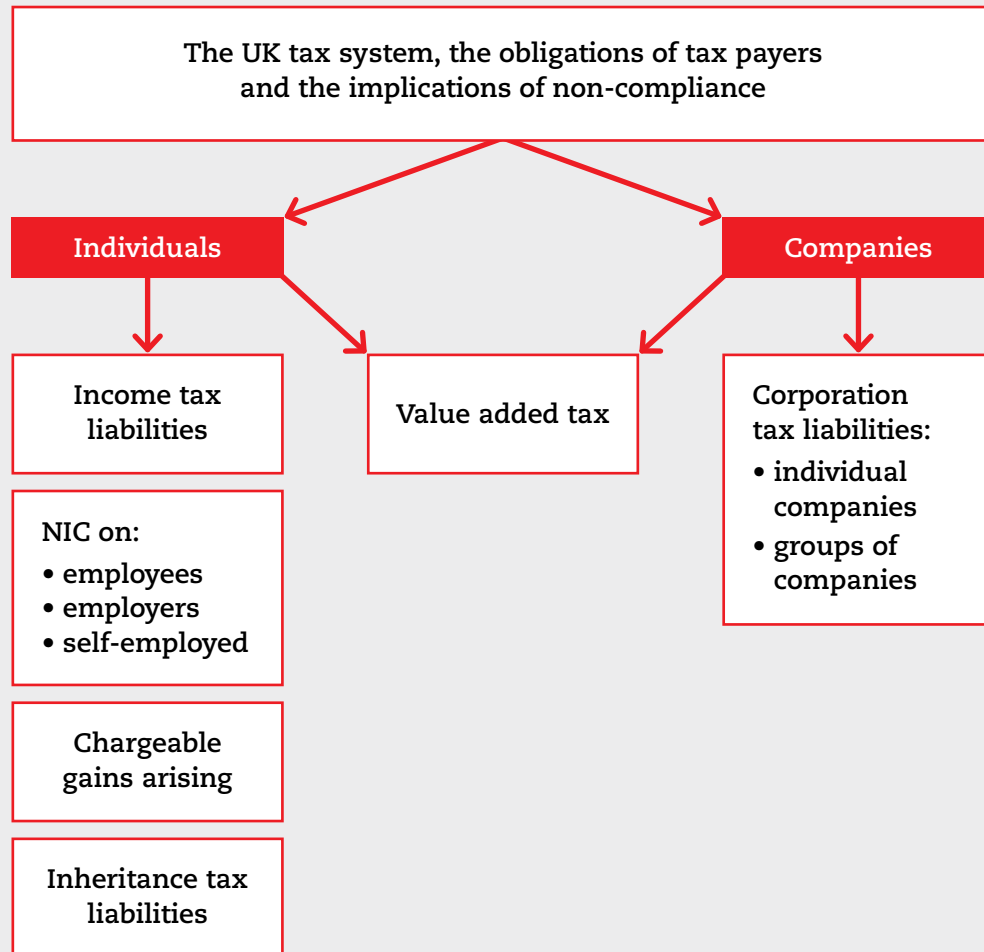 The UK tax system, the obligations of tax payers
and the implications of non-compliance
Individuals
Companies
Income tax
liabilities
Value added tax
Corporation
tax liabilities:
• individual
companies
• groups of
companies
NIC on:
• employees
• employers
• self-employed
Chargeable
gains arising
Inheritance tax
liabilities